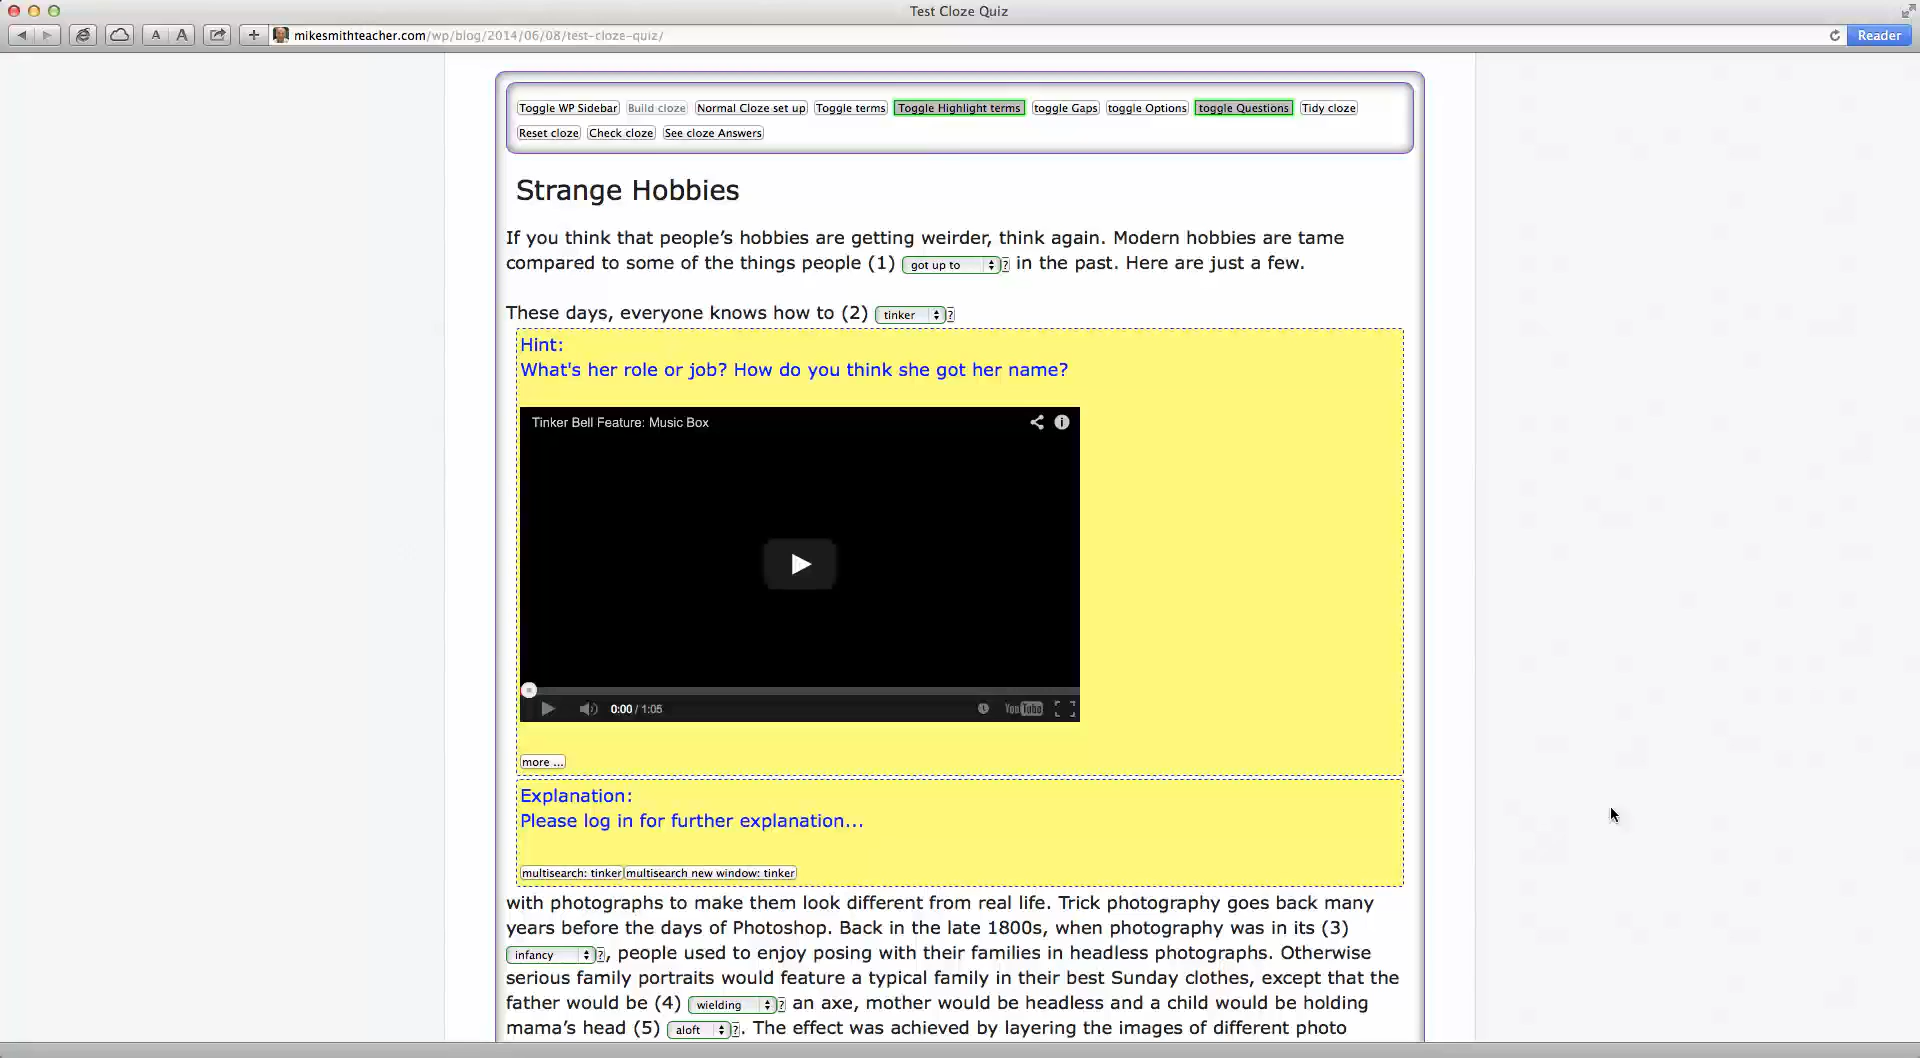 Test Cloze Quiz
A A + mikesmithteacher.com/wp/blog/2014/06/08/test-cloze-quiz/ Reader
Toggle WP Sidebar Build cloze Normal Cloze set up Toggle terms Toggle Highlight terms toggle Gaps toggle Options toggle Questions Tidy cloze
Reset cloze Check cloze See cloze Answers
Strange Hobbies
If you think that people’s hobbies are getting weirder, think again. Modern hobbies are tame
compared to some of the things people (1) got up to ? in the past. Here are just a few.
These days, everyone knows how to (2) tinker ?
Hint:
What's her role or job? How do you think she got her name?
Tinker Bell Feature: Music Box
0:00 / 1:05 YouTube
more ...
Explanation:
Please log in for further explanation...
multisearch: tinker multisearch new window: tinker
with photographs to make them look different from real life. Trick photography goes back many
years before the days of Photoshop. Back in the late 1800s, when photography was in its (3)
infancy ?, people used to enjoy posing with their families in headless photographs. Otherwise
serious family portraits would feature a typical family in their best Sunday clothes, except that the
father would be (4) wielding ? an axe, mother would be headless and a child would be holding
mama’s head (5) aloft ?. The effect was achieved by layering the images of different photo